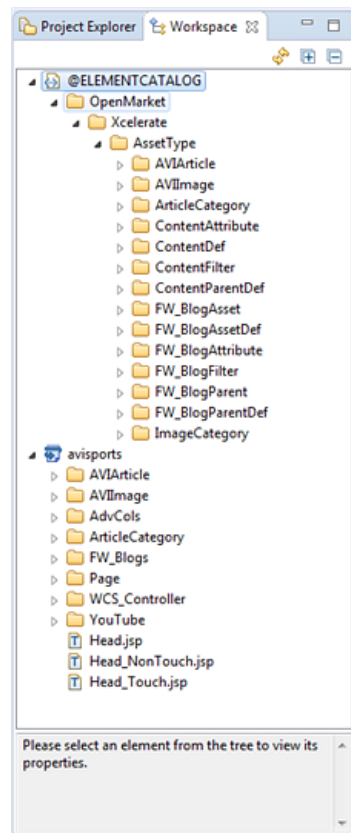 Project Explorer Workspace
@ELEMENTCATALOG
OpenMarket
Xcelerate
AssetType
AVIArticle
AVIImage
ArticleCategory
ContentAttribute
ContentDef
ContentFilter
ContentParentDef
FW_BlogAsset
FW_BlogAssetDef
FW_BlogAttribute
FW_BlogFilter
FW_BlogParent
FW_BlogParentDef
ImageCategory
avisports
AVIArticle
AVIImage
AdvCols
ArticleCategory
FW_Blogs
Page
WCS_Controller
YouTube
Head.jsp
Head_NonTouch.jsp
Head_Touch.jsp
Please select an element from the tree to view its
properties.